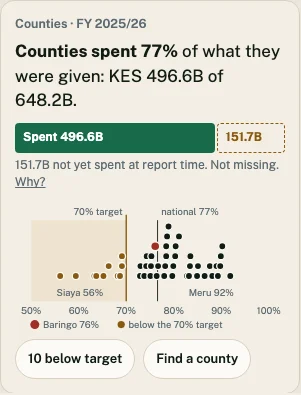 Counties · FY 2025/26
Counties spent 77% of what they
were given: KES 496.6B of
648.2B.
Spent 496.6B
151.7B
151.7B not yet spent at report time. Not missing.
Why?
70% target
national 77%
Siaya 56%
Meru 92%
50%
60%
70%
80%
90%
100%
Baringo 76%
below the 70% target
10 below target
Find a county